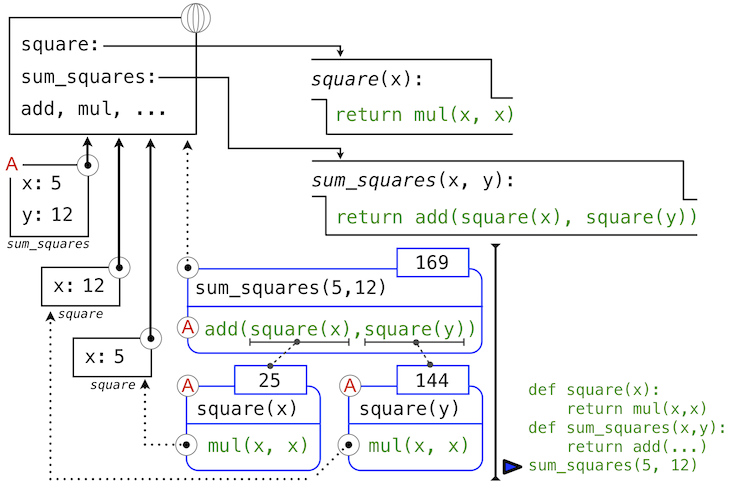 square:
sum_squares:
add, mul, ...
square(x):
return mul(x, x)
sum_squares(x, y):
return add(square(x), square(y))
A
x: 5
y: 12
sum_squares
x: 12
square
x: 5
square
169
sum_squares(5,12)
A
add(square(x),square(y))
A
25
square(x)
mul(x, x)
A
144
square(y)
mul(x, x)
def square(x):
    return mul(x,x)
def sum_squares(x,y):
    return add(...)
sum_squares(5, 12)